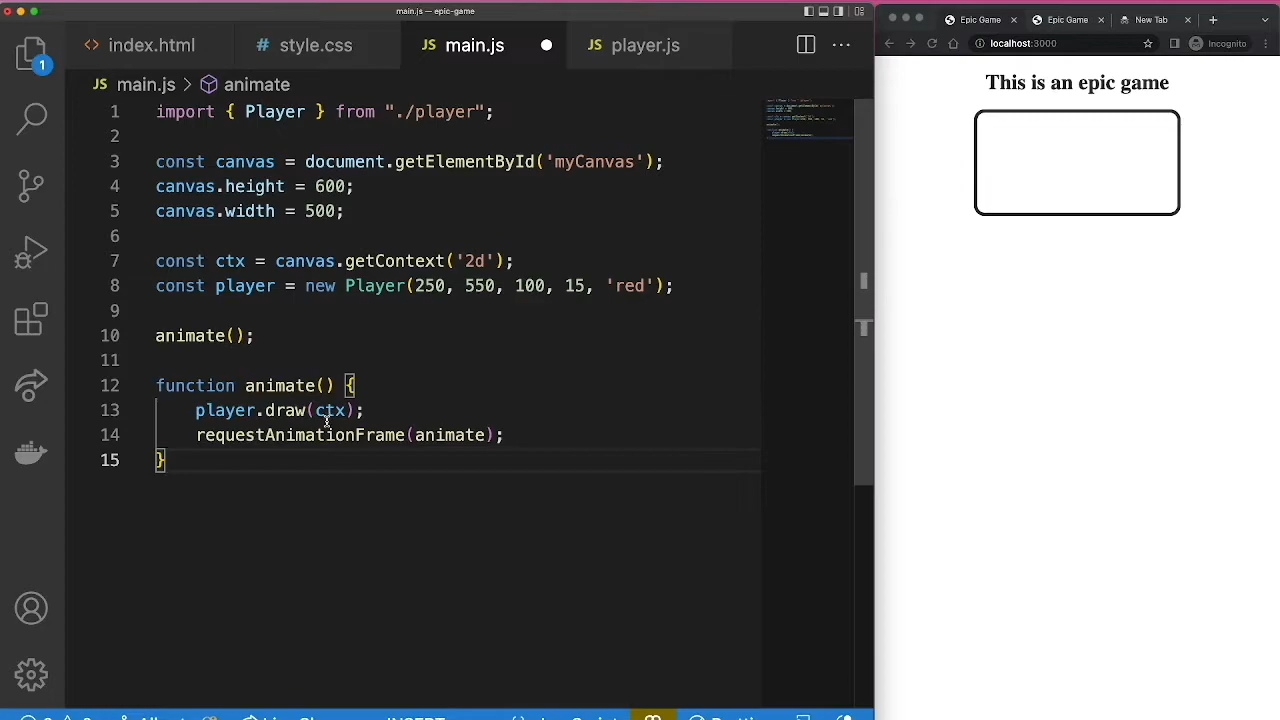 main.js — epic-game
index.html
# style.css
JS main.js
JS player.js
JS main.js > animate
1 import { Player } from "./player";
2
3 const canvas = document.getElementById('myCanvas');
4 canvas.height = 600;
5 canvas.width = 500;
6
7 const ctx = canvas.getContext('2d');
8 const player = new Player(250, 550, 100, 15, 'red');
9
10 animate();
11
12 function animate() {
13 player.draw(ctx);
14 requestAnimationFrame(animate);
15 }
1
Epic Game
Epic Game
New Tab
localhost:3000
Incognito
This is an epic game